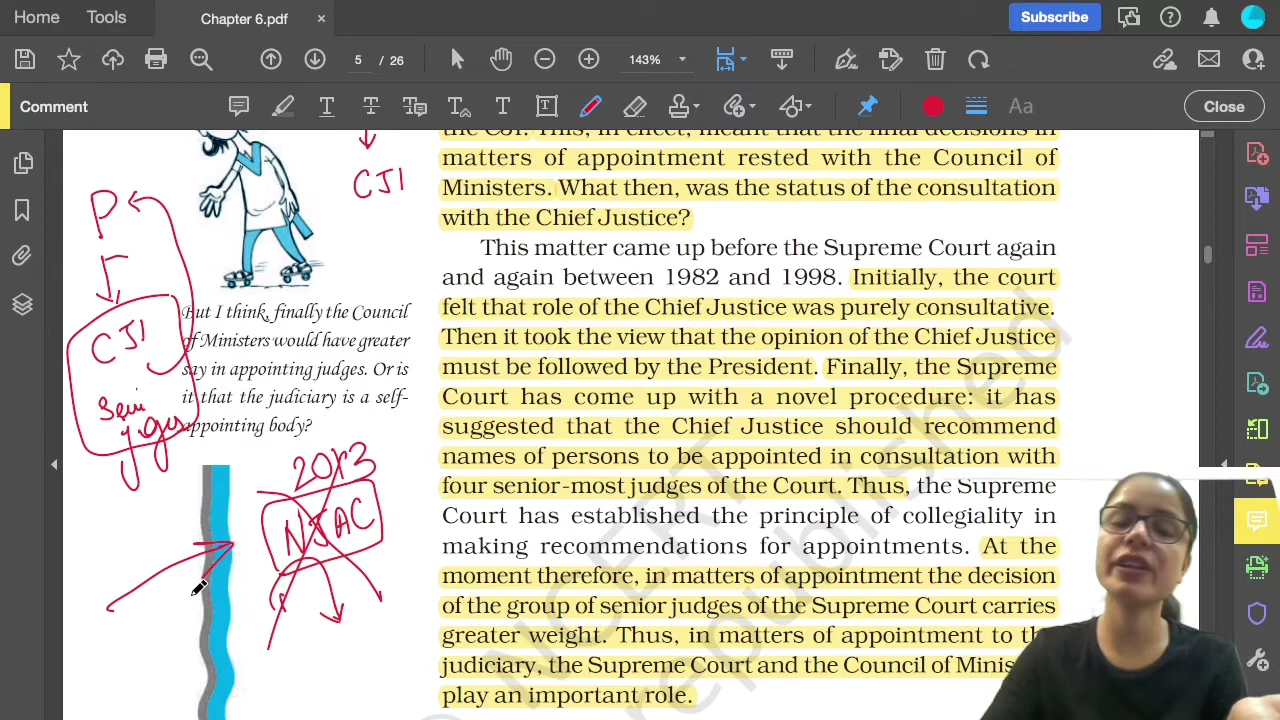 Home
Tools
Chapter 6.pdf
×
Subscribe
5 / 26
143%
Comment
Close
the CJI. This, in effect, meant that the final decisions in
matters of appointment rested with the Council of
Ministers. What then, was the status of the consultation
with the Chief Justice?
This matter came up before the Supreme Court again
and again between 1982 and 1998. Initially, the court
felt that role of the Chief Justice was purely consultative.
Then it took the view that the opinion of the Chief Justice
must be followed by the President. Finally, the Supreme
Court has come up with a novel procedure: it has
suggested that the Chief Justice should recommend
names of persons to be appointed in consultation with
four senior-most judges of the Court. Thus, the Supreme
Court has established the principle of collegiality in
making recommendations for appointments. At the
moment therefore, in matters of appointment the decision
of the group of senior judges of the Supreme Court carries
greater weight. Thus, in matters of appointment to th
judiciary, the Supreme Court and the Council of Minis
play an important role.
CJI
P
CJI
But I think, finally the Council
of Ministers would have greater
say in appointing judges. Or is
it that the judiciary is a self-
appointing body?
2013
NJAC
NCERT
republished